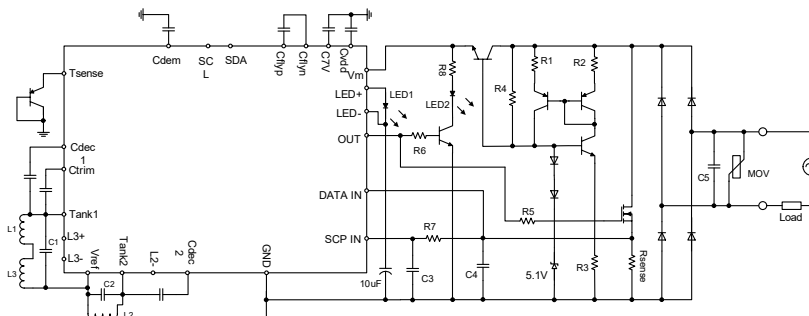 Cdem
SC
L
SDA
Cflyp
Cflyn
C7V
Cvdd
Vm
Tsense
LED+
LED1
LED-
OUT
R6
R8
LED2
R4
R1
R2
Cdec
1
Ctrim
DATA IN
Tank1
L1
L3+
C1
L3
L3-
Vref
Tank2
L2-
Cdec
2
GND
SCP IN
R7
R5
C2
L2
10uF
C3
C4
5.1V
R3
Rsense
C5
MOV
Load